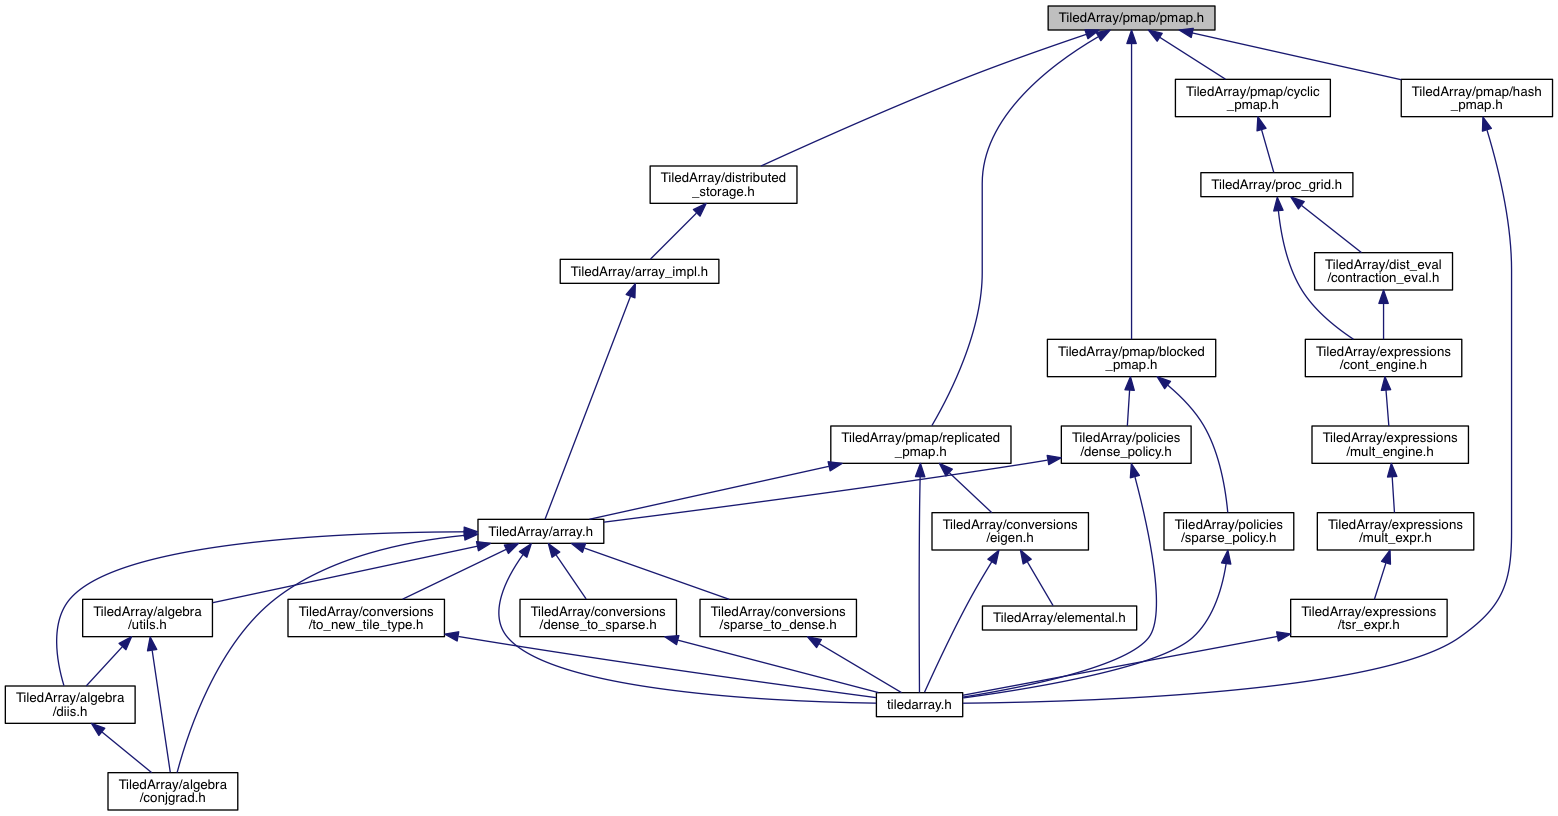 TiledArray/pmap/pmap.h
TiledArray/pmap/cyclic
_pmap.h
TiledArray/pmap/hash
_pmap.h
TiledArray/distributed
_storage.h
TiledArray/proc_grid.h
TiledArray/array_impl.h
TiledArray/dist_eval
/contraction_eval.h
TiledArray/pmap/blocked
_pmap.h
TiledArray/expressions
/cont_engine.h
TiledArray/pmap/replicated
_pmap.h
TiledArray/policies
/dense_policy.h
TiledArray/expressions
/mult_engine.h
TiledArray/array.h
TiledArray/conversions
/eigen.h
TiledArray/policies
/sparse_policy.h
TiledArray/expressions
/mult_expr.h
TiledArray/algebra
/utils.h
TiledArray/conversions
/to_new_tile_type.h
TiledArray/conversions
/dense_to_sparse.h
TiledArray/conversions
/sparse_to_dense.h
TiledArray/elemental.h
TiledArray/expressions
/tsr_expr.h
TiledArray/algebra
/diis.h
tiledarray.h
TiledArray/algebra
/conjgrad.h